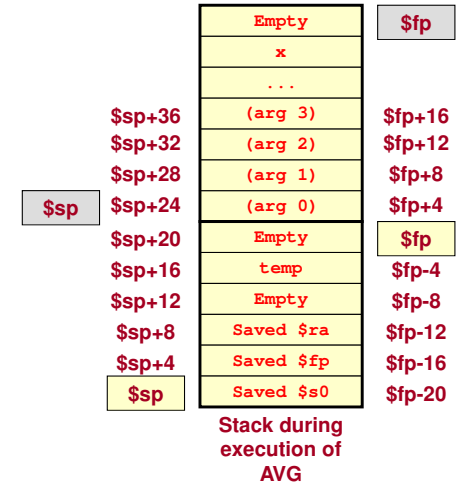 Empty $fp
x
...
$sp+36 (arg 3) $fp+16
$sp+32 (arg 2) $fp+12
$sp+28 (arg 1) $fp+8
$sp $sp+24 (arg 0) $fp+4
$sp+20 Empty $fp
$sp+16 temp $fp-4
$sp+12 Empty $fp-8
$sp+8 Saved $ra $fp-12
$sp+4 Saved $fp $fp-16
$sp Saved $s0 $fp-20
Stack during
execution of
AVG